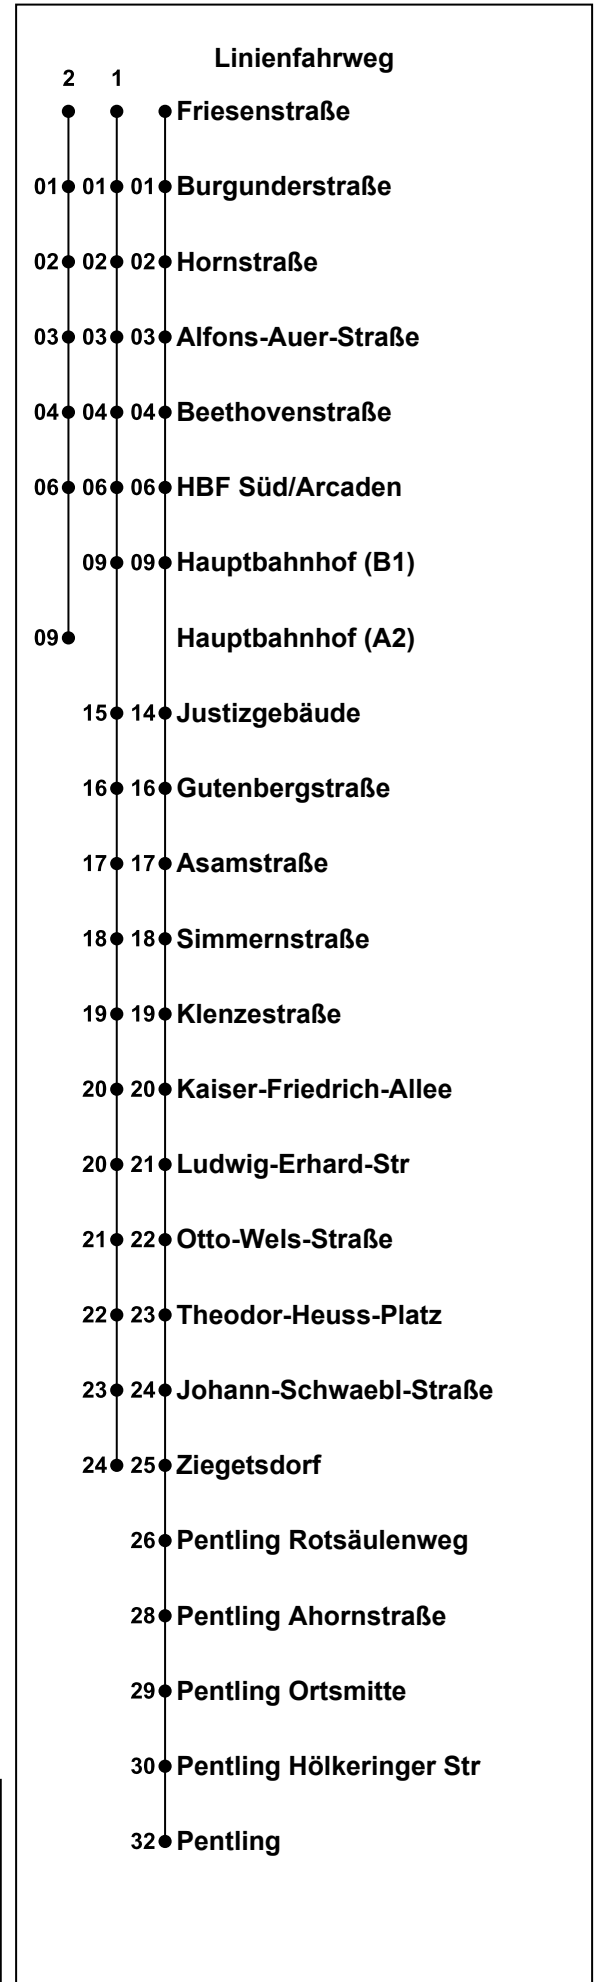 Linienfahrweg
2 1
Friesenstraße
01 01 01 Burgunderstraße
02 02 02 Hornstraße
03 03 03 Alfons-Auer-Straße
04 04 04 Beethovenstraße
06 06 06 HBF Süd/Arcaden
09 09 Hauptbahnhof (B1)
09 Hauptbahnhof (A2)
15 14 Justizgebäude
16 16 Gutenbergstraße
17 17 Asamstraße
18 18 Simmernstraße
19 19 Klenzestraße
20 20 Kaiser-Friedrich-Allee
20 21 Ludwig-Erhard-Str
21 22 Otto-Wels-Straße
22 23 Theodor-Heuss-Platz
23 24 Johann-Schwaebl-Straße
24 25 Ziegetsdorf
26 Pentling Rotsäulenweg
28 Pentling Ahornstraße
29 Pentling Ortsmitte
30 Pentling Hölkeringer Str
32 Pentling